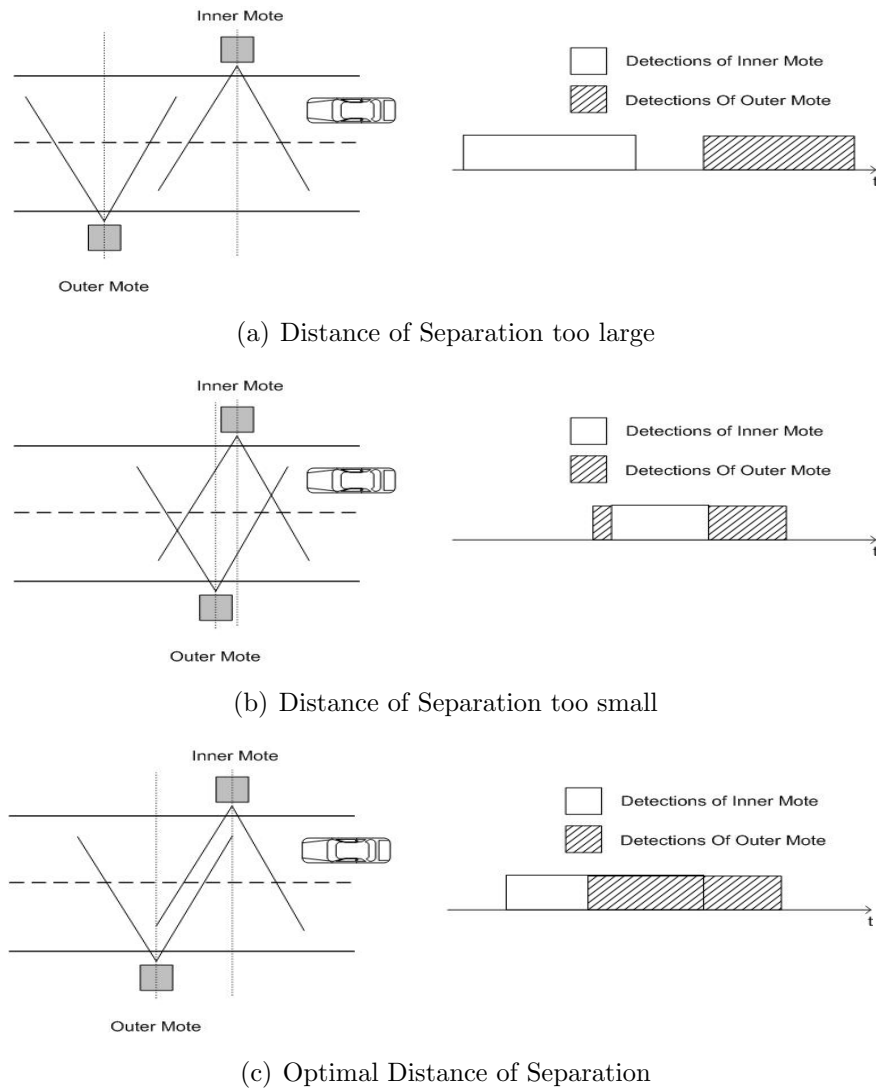 Inner Mote
Detections of Inner Mote
Detections Of Outer Mote
t
Outer Mote
(a) Distance of Separation too large
Inner Mote
Detections of Inner Mote
Detections Of Outer Mote
t
Outer Mote
(b) Distance of Separation too small
Inner Mote
Detections of Inner Mote
Detections Of Outer Mote
t
Outer Mote
(c) Optimal Distance of Separation